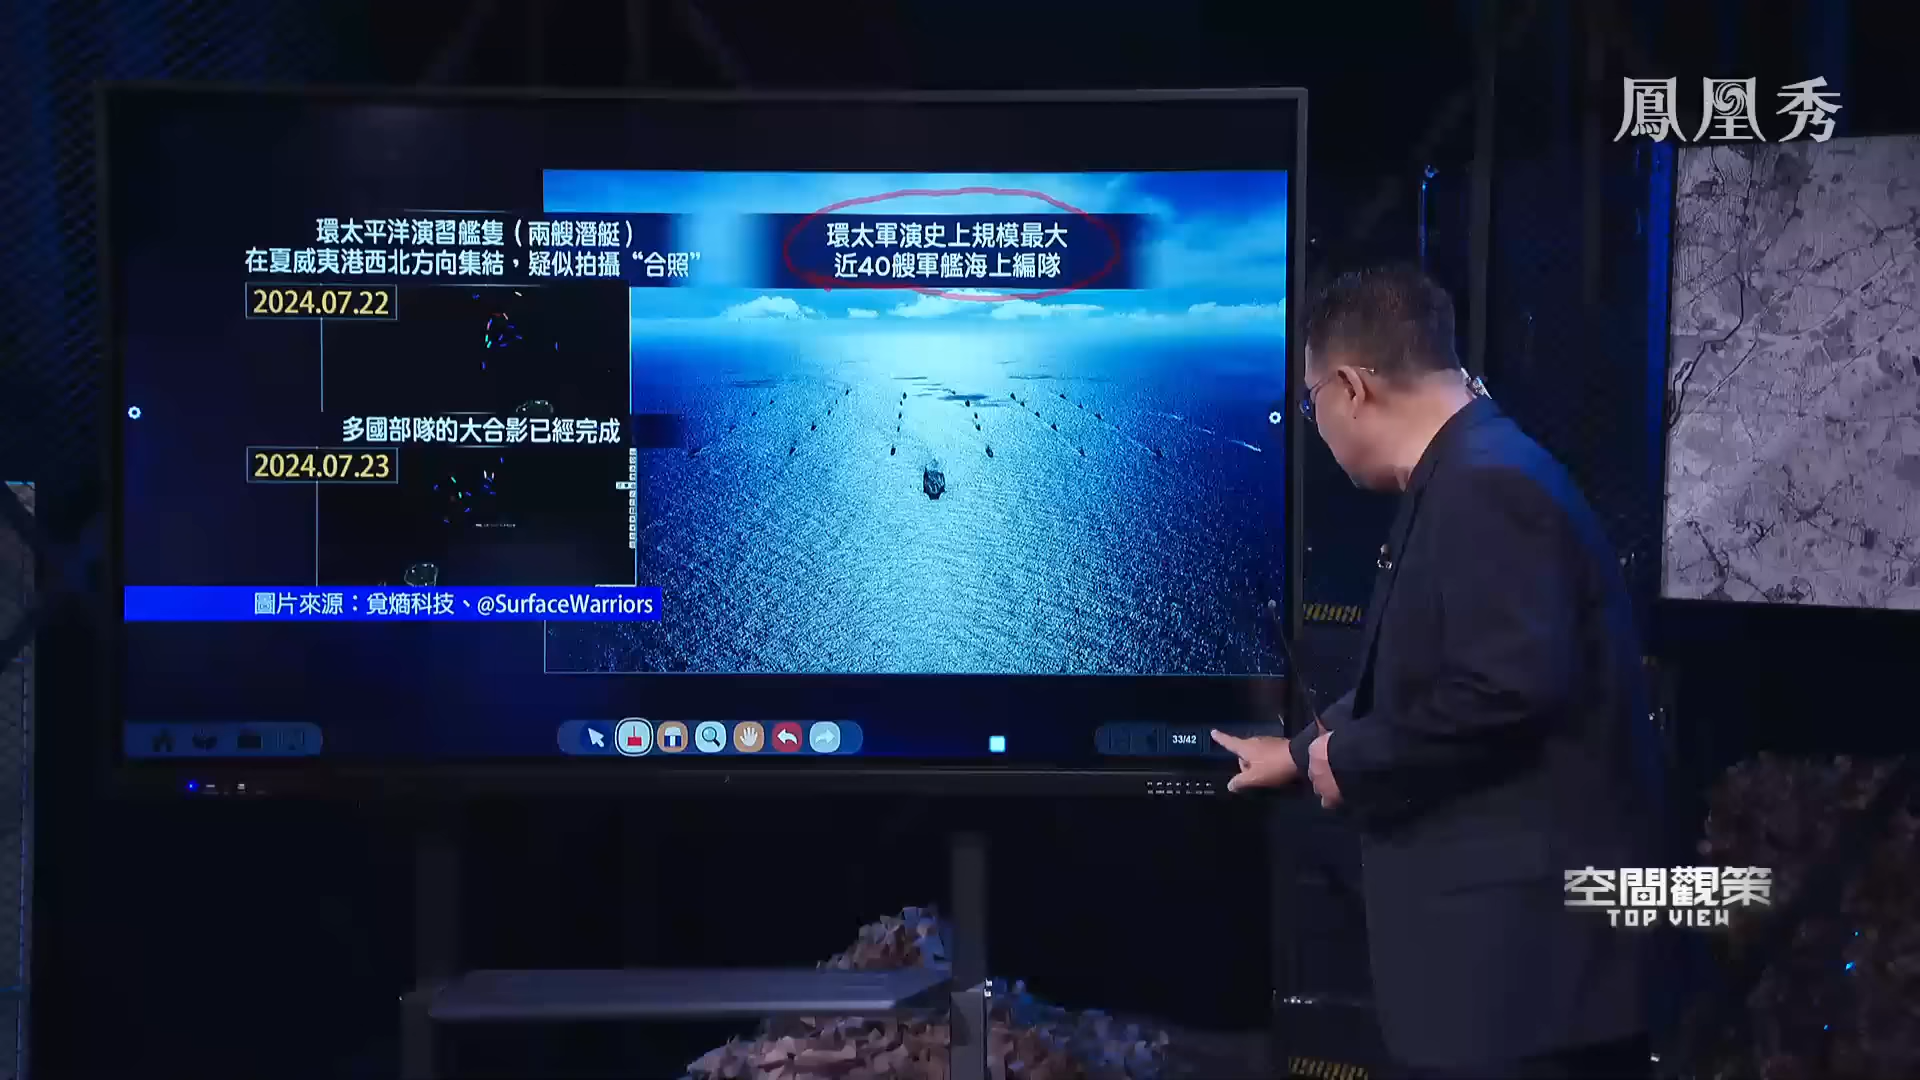 鳳凰秀
環太平洋演習艦隻（兩艘潛艇）
在夏威夷港西北方向集結，疑似拍攝“合照”
2024.07.22
多國部隊的大合影已經完成
2024.07.23
圖片來源：覓熵科技、@SurfaceWarriors
環太軍演史上規模最大
近40艘軍艦海上編隊
33/42
空間觀策
TOP VIEW